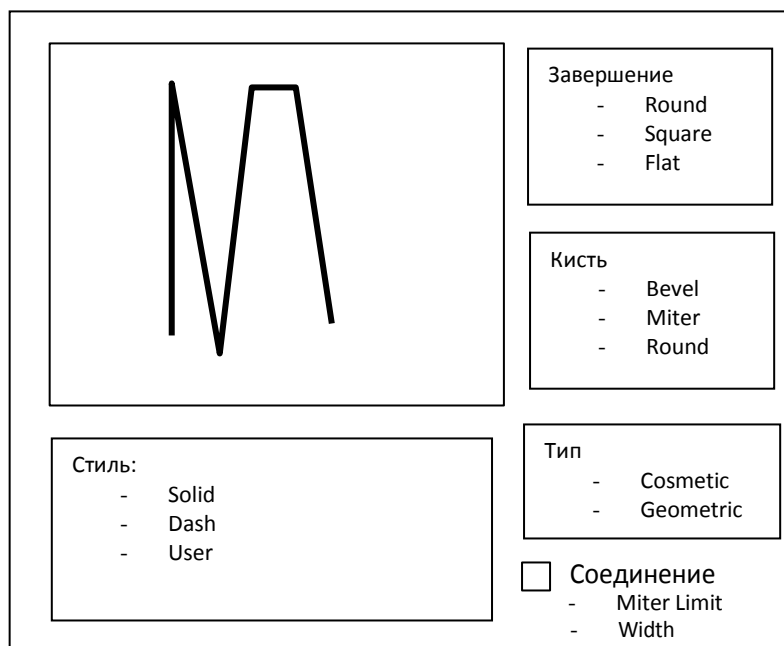 Завершение
- Round
- Square
- Flat
Кисть
- Bevel
- Miter
- Round
Стиль:
- Solid
- Dash
- User
Тип
- Cosmetic
- Geometric
Соединение
- Miter Limit
- Width